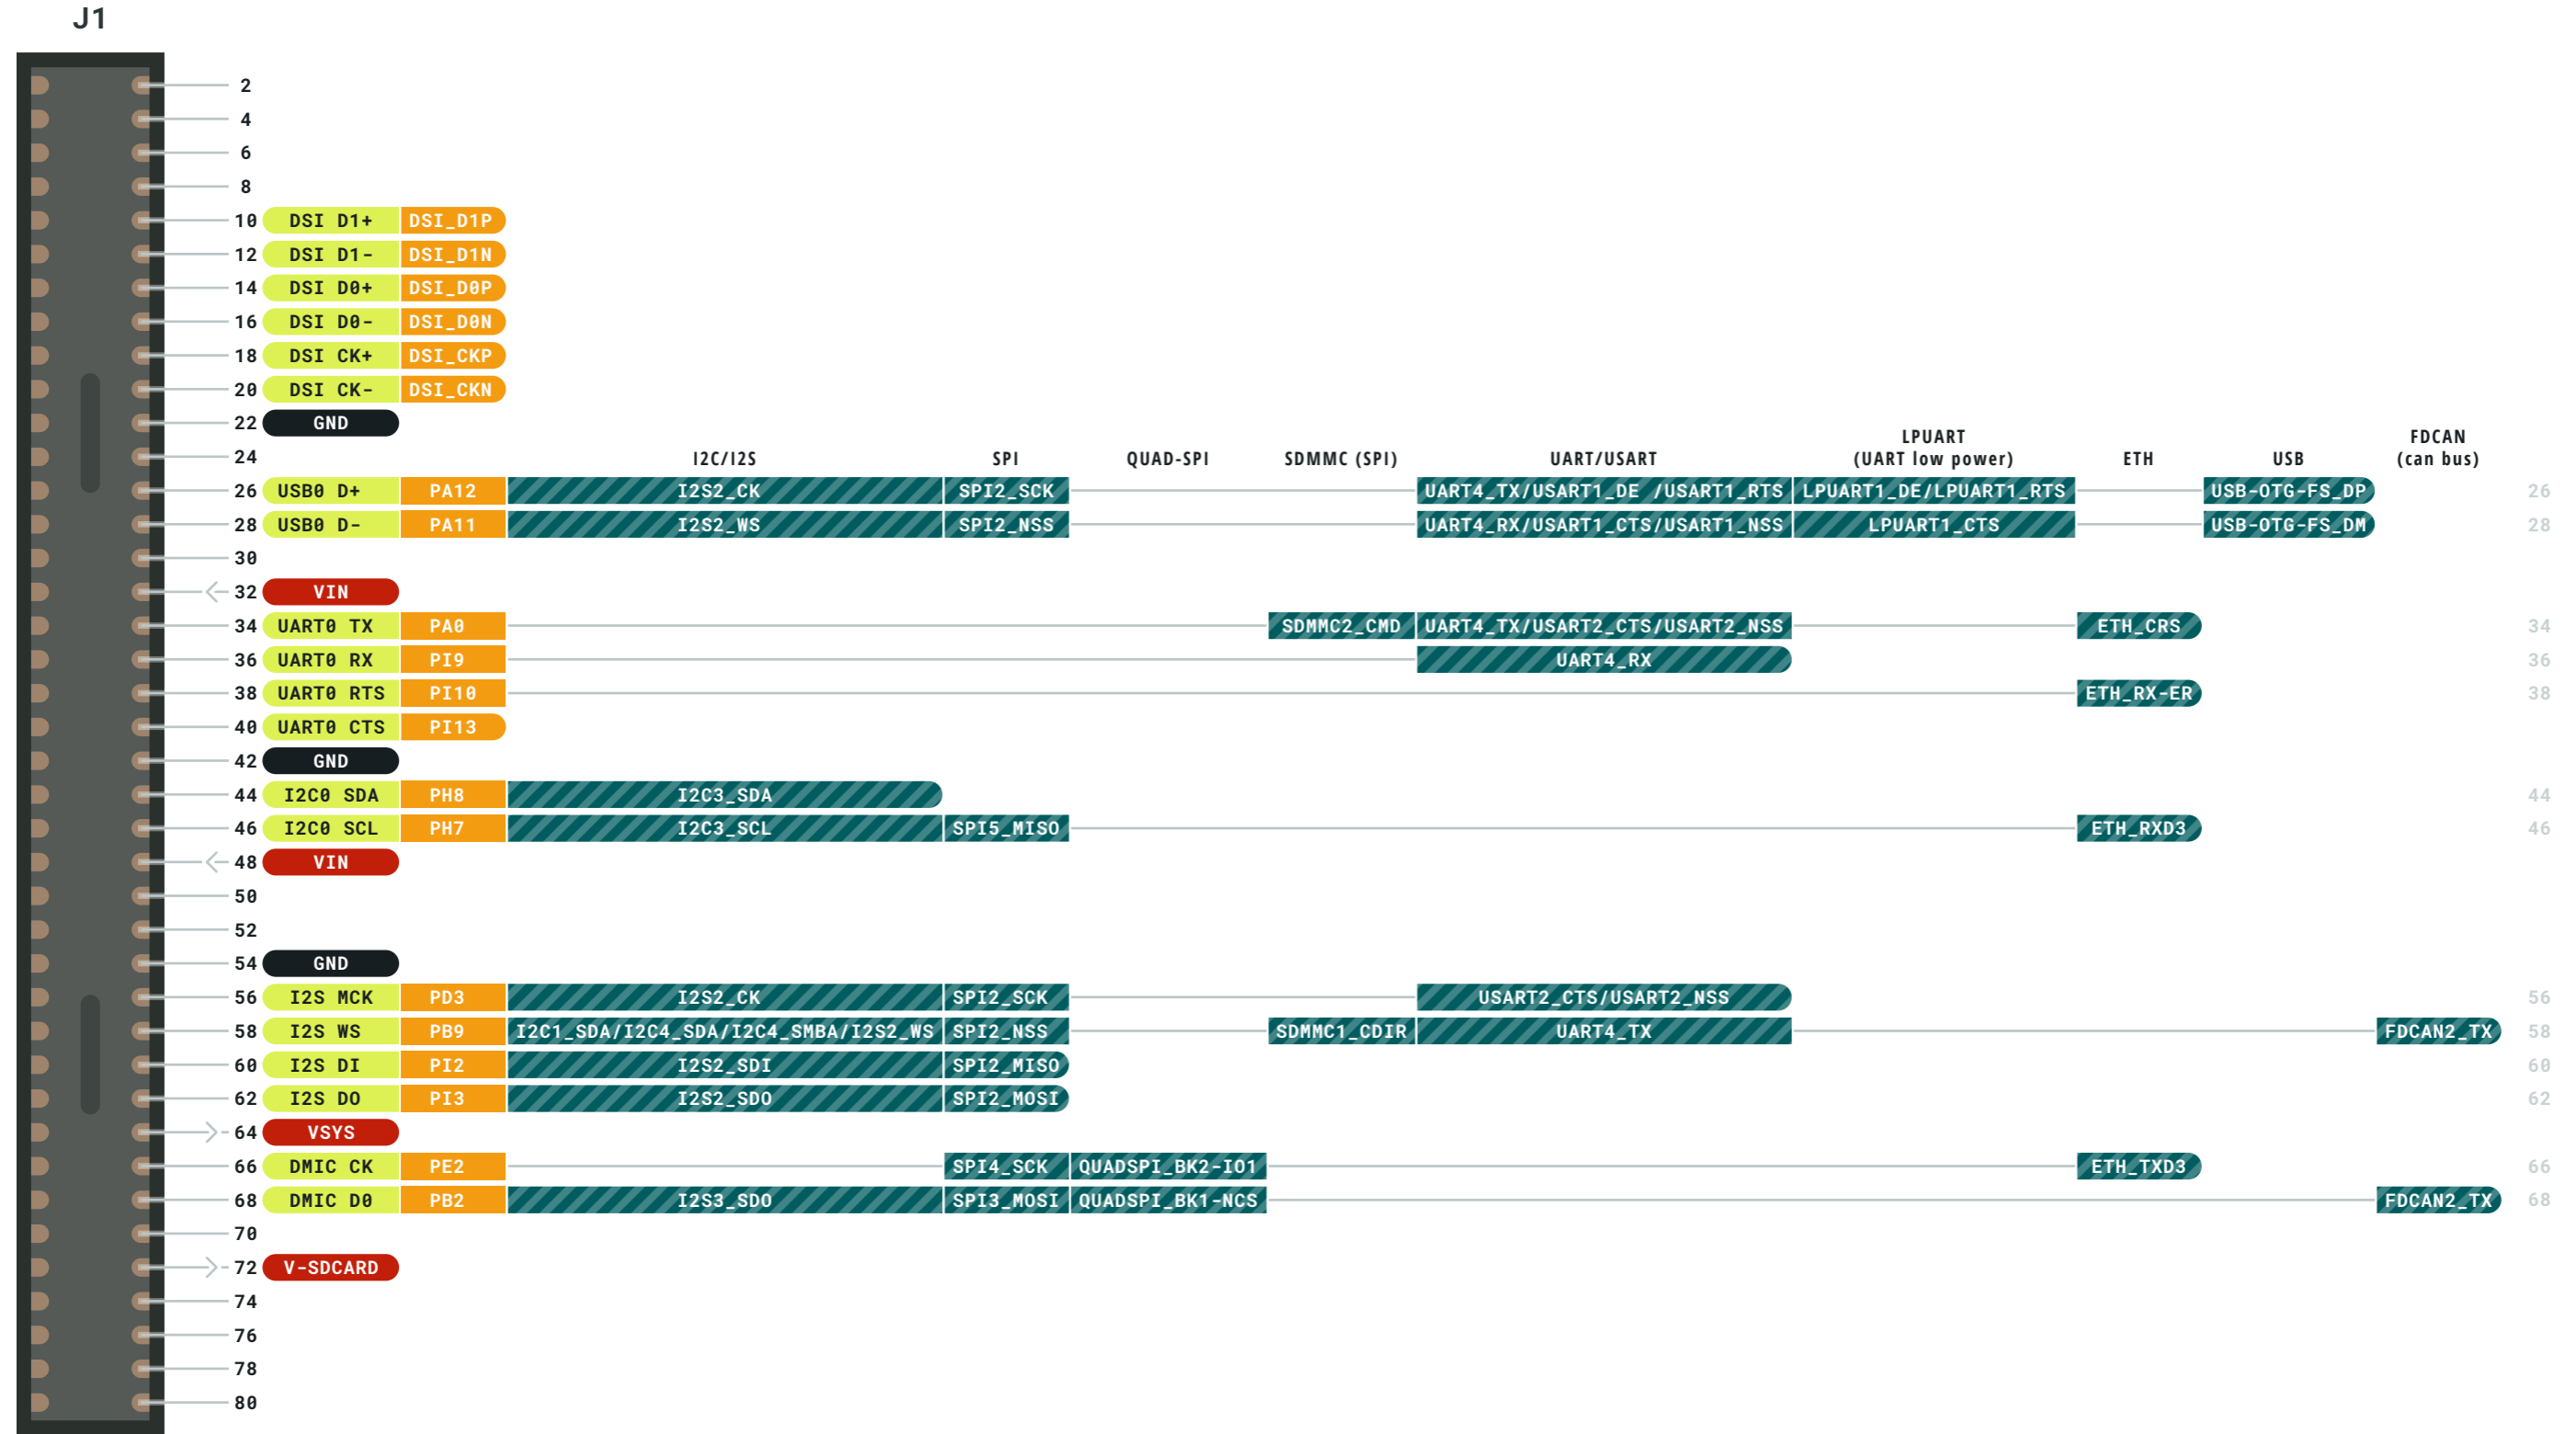 J1
2
4
6
8
10 DSI D1+ DSI_D1P
12 DSI D1- DSI_D1N
14 DSI D0+ DSI_D0P
16 DSI D0- DSI_D0N
18 DSI CK+ DSI_CKP
20 DSI CK- DSI_CKN
22 GND
LPUART FDCAN
24 I2C/I2S SPI QUAD-SPI SDMMC (SPI) UART/USART (UART low power) ETH USB (can bus)
26 USB0 D+ PA12 I2S2_CK SPI2_SCK UART4_TX/USART1_DE /USART1_RTS LPUART1_DE/LPUART1_RTS USB-OTG-FS_DP 26
28 USB0 D- PA11 I2S2_WS SPI2_NSS UART4_RX/USART1_CTS/USART1_NSS LPUART1_CTS USB-OTG-FS_DM 28
30
32 VIN
34 UART0 TX PA0 SDMMC2_CMD UART4_TX/USART2_CTS/USART2_NSS ETH_CRS 34
36 UART0 RX PI9 UART4_RX 36
38 UART0 RTS PI10 ETH_RX-ER 38
40 UART0 CTS PI13
42 GND
44 I2C0 SDA PH8 I2C3_SDA 44
46 I2C0 SCL PH7 I2C3_SCL SPI5_MISO ETH_RXD3 46
48 VIN
50
52
54 GND
56 I2S MCK PD3 I2S2_CK SPI2_SCK USART2_CTS/USART2_NSS 56
58 I2S WS PB9 I2C1_SDA/I2C4_SDA/I2C4_SMBA/I2S2_WS SPI2_NSS SDMMC1_CDIR UART4_TX FDCAN2_TX 58
60 I2S DI PI2 I2S2_SDI SPI2_MISO 60
62 I2S DO PI3 I2S2_SDO SPI2_MOSI 62
64 VSYS
66 DMIC CK PE2 SPI4_SCK QUADSPI_BK2-IO1 ETH_TXD3 66
68 DMIC D0 PB2 I2S3_SDO SPI3_MOSI QUADSPI_BK1-NCS FDCAN2_TX 68
70
72 V-SDCARD
74
76
78
80